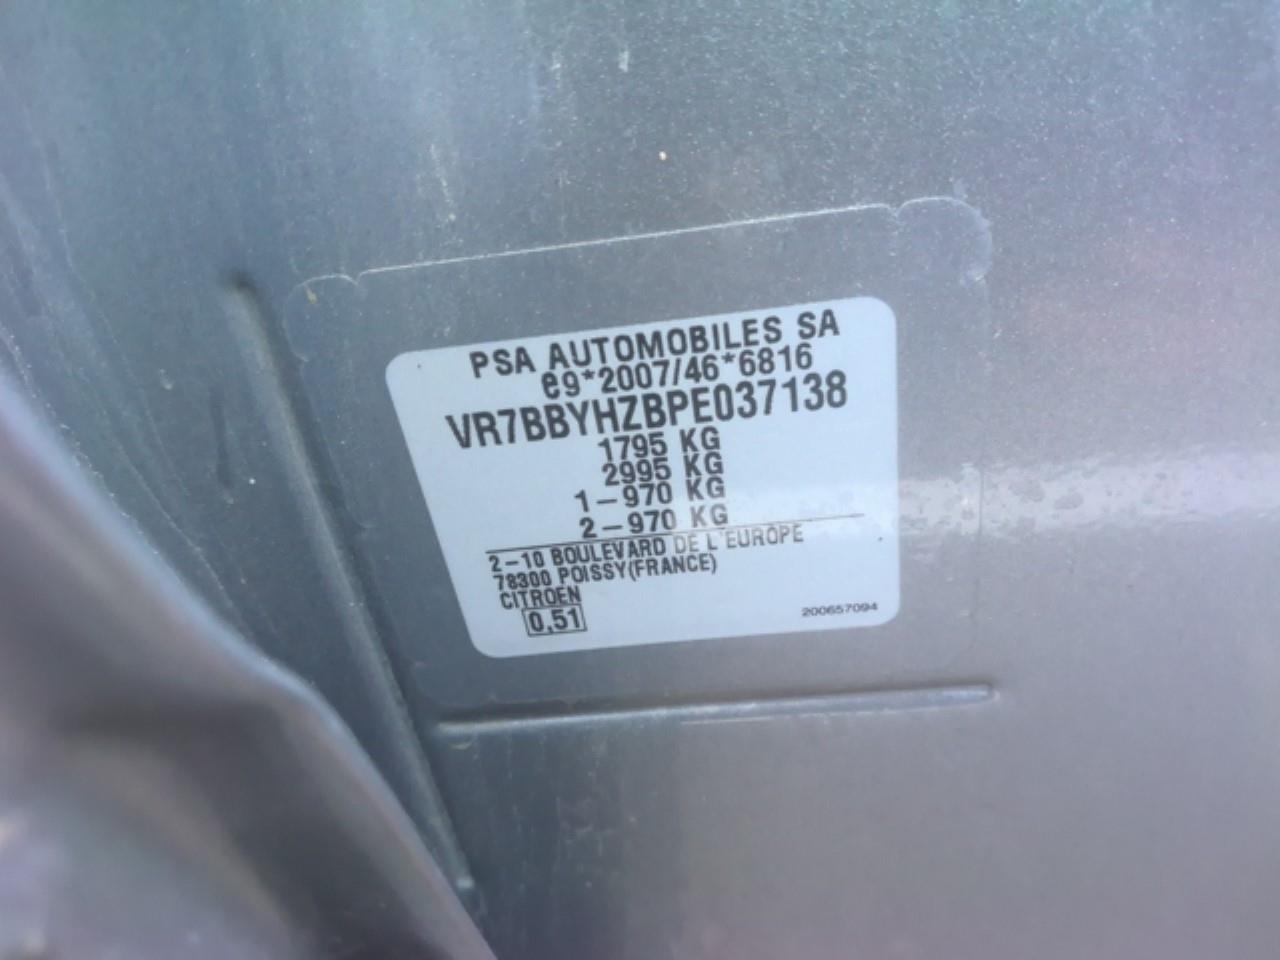 PSA AUTOMOBILES SA
e9*2007/46*6816
VR7BBYHZBPE037138
1795 KG
2995 KG
1-970 KG
2-970 KG
2-10 BOULEVARD DE L'EUROPE
78300 POISSY(FRANCE)
CITROEN
0,51
200657094